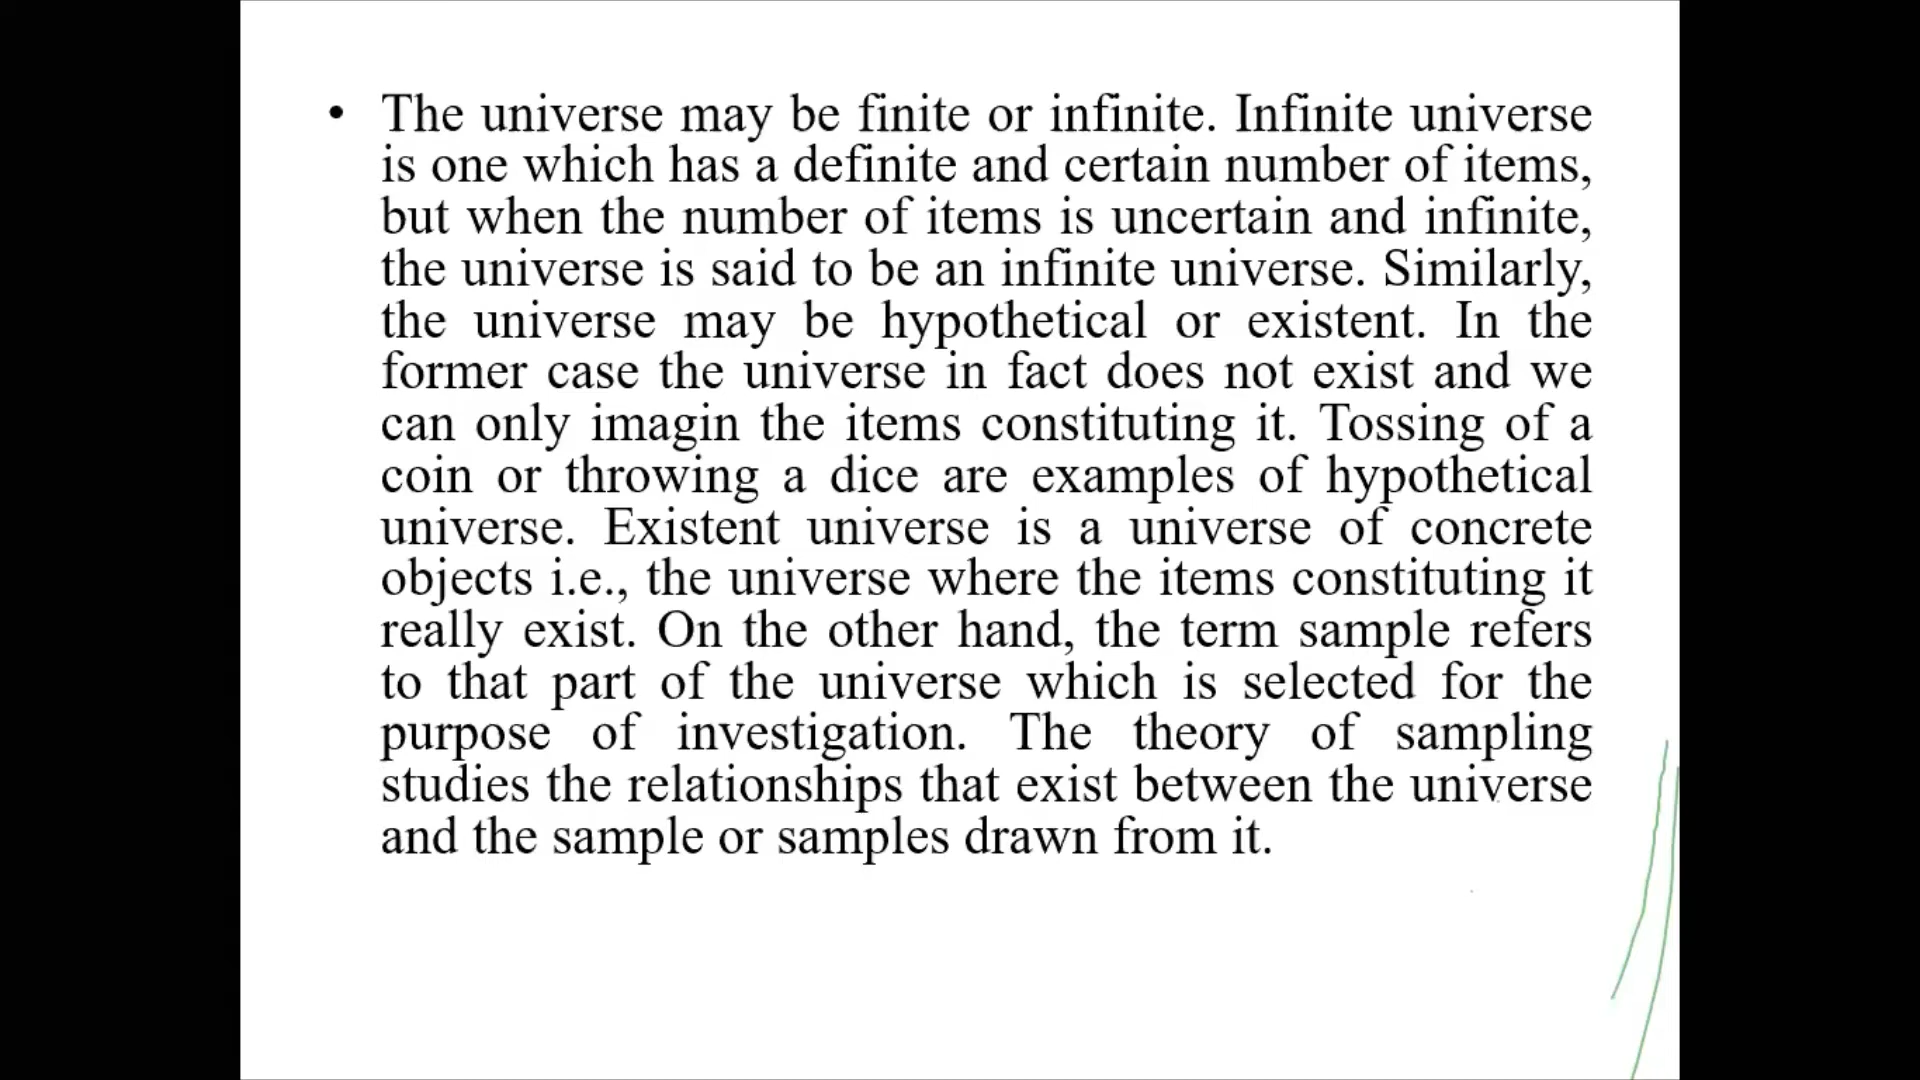 • The universe may be finite or infinite. Infinite universe
is one which has a definite and certain number of items,
but when the number of items is uncertain and infinite,
the universe is said to be an infinite universe. Similarly,
the universe may be hypothetical or existent. In the
former case the universe in fact does not exist and we
can only imagin the items constituting it. Tossing of a
coin or throwing a dice are examples of hypothetical
universe. Existent universe is a universe of concrete
objects i.e., the universe where the items constituting it
really exist. On the other hand, the term sample refers
to that part of the universe which is selected for the
purpose of investigation. The theory of sampling
studies the relationships that exist between the universe
and the sample or samples drawn from it.